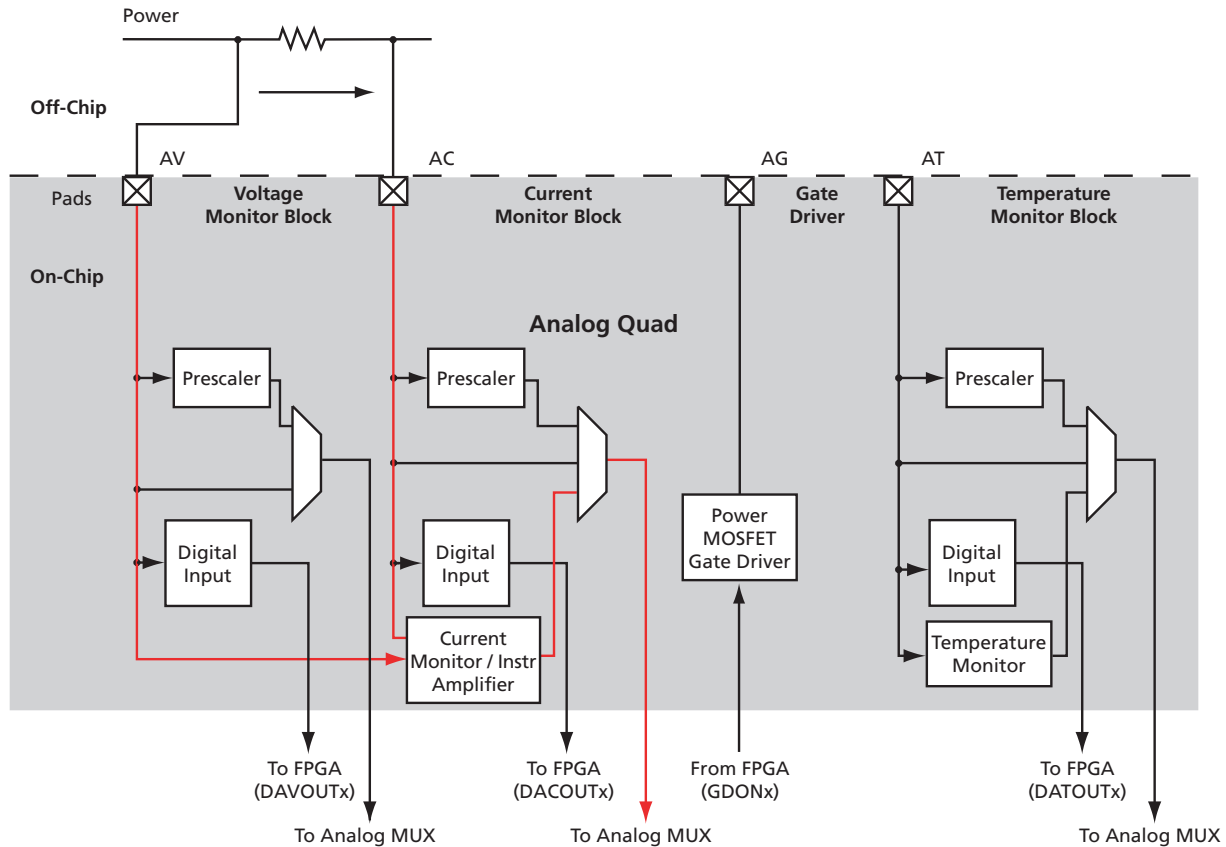 Power
Off-Chip
AV
AC
AG
AT
Pads
Voltage
Monitor Block
Current
Monitor Block
Gate
Driver
Temperature
Monitor Block
On-Chip
Analog Quad
Prescaler
Prescaler
Prescaler
Digital
Input
Digital
Input
Power
MOSFET
Gate Driver
Digital
Input
Current
Monitor / Instr
Amplifier
Temperature
Monitor
To FPGA
(DAVOUTx)
To FPGA
(DACOUTx)
From FPGA
(GDONx)
To FPGA
(DATOUTx)
To Analog MUX
To Analog MUX
To Analog MUX